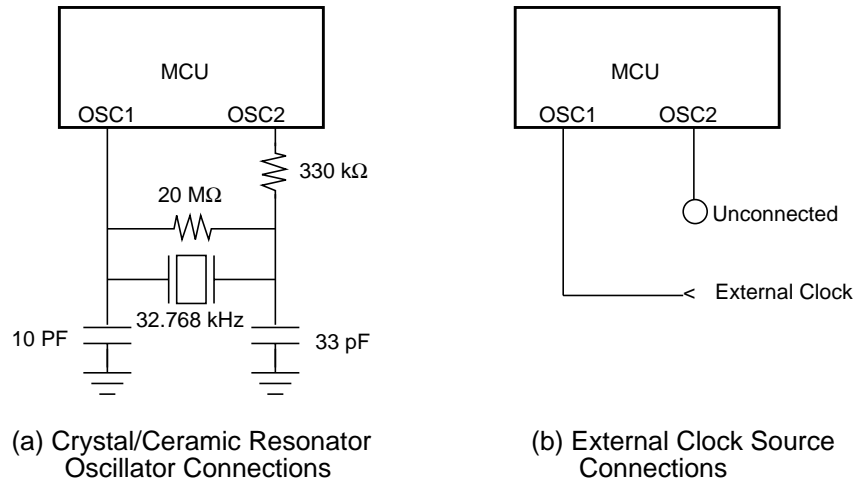 MCU
OSC1
OSC2
330 kΩ
20 MΩ
32.768 kHz
10 PF
33 pF
(a) Crystal/Ceramic Resonator
Oscillator Connections
MCU
OSC1
OSC2
Unconnected
External Clock
(b) External Clock Source
Connections